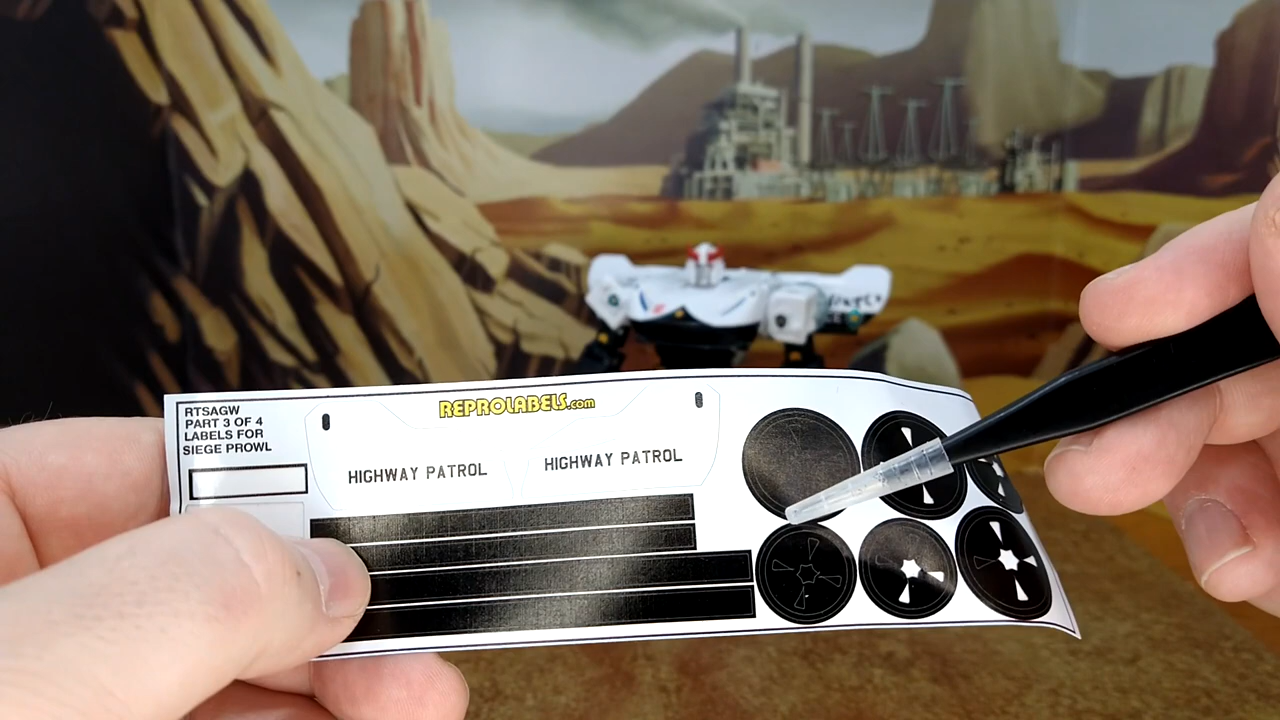 RTSAGW
PART 3 OF 4
LABELS FOR
SIEGE PROWL
REPROLABELS.com
HIGHWAY PATROL
HIGHWAY PATROL